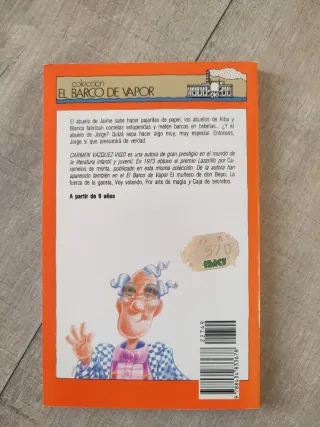 colección
EL BARCO DE VAPOR
El abuelo de Jaime sabe hacer pajaritas de papel, los abuelos de Alba y
Blanca fabrican cometas estupendas y meten barcos en botellas... ¿Y el
abuelo de Jorge? Quizá sepa hacer algo muy, muy especial. Entonces,
Jorge sí que presumirá de verdad.
CARMEN VÁZQUEZ-VIGO es una autora de gran prestigio en el mundo de
la literatura infantil y juvenil. En 1973 obtuvo el premio Lazarillo por Ca-
ramelos de menta, publicado en esta misma colección. De la autora han
aparecido también en el El Barco de Vapor El muñeco de don Bepo, La
fuerza de la gacela, Voy volando, Por arte de magia y Caja de secretos.
A partir de 9 años
570
22749